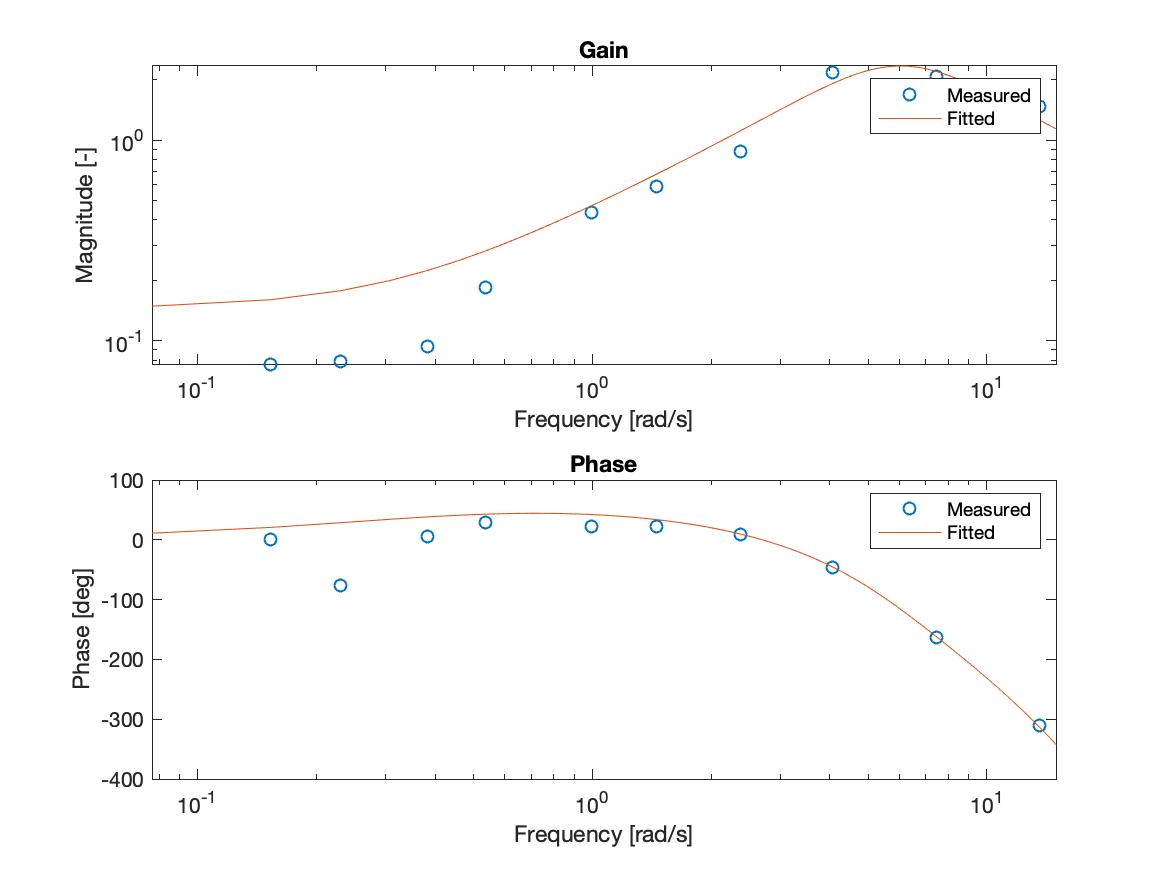 Gain
Magnitude [-]
10^0
10^-1
Measured
Fitted
10^-1
10^0
10^1
Frequency [rad/s]
Phase
Phase [deg]
100
0
-100
-200
-300
-400
Measured
Fitted
10^-1
10^0
10^1
Frequency [rad/s]